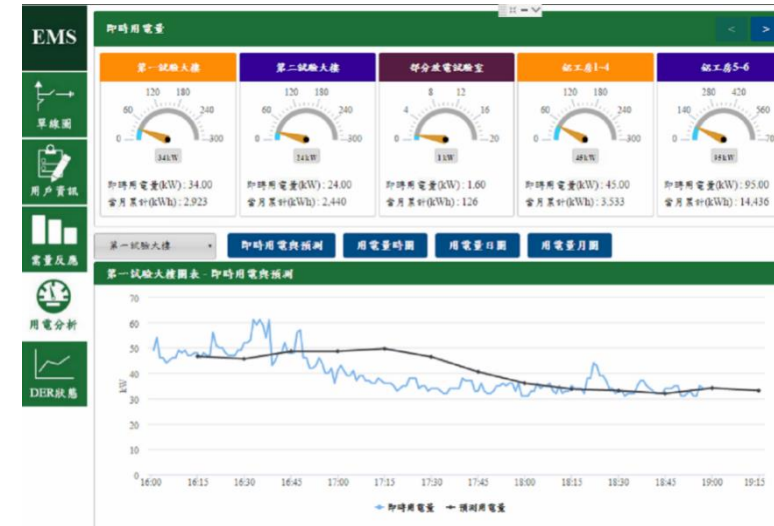 EMS
單線圖
用戶資訊
需量反應
用電分析
DER狀態
即時用電量
< >
第一試驗大樓
0 60 120 180 240 300
34kW
即時用電量(kW) : 34.00
當月累計(kWh) : 2,923
第二試驗大樓
0 60 120 180 240 300
24kW
即時用電量(kW) : 24.00
當月累計(kWh) : 2,440
部分放電試驗室
0 4 8 12 16 20
1kW
即時用電量(kW) : 1.60
當月累計(kWh) : 126
0 60 120 180 240 300
45kW
即時用電量(kW) : 45.00
當月累計(kWh) : 3,533
0 140 280 420 560
95kW
即時用電量(kW) : 95.00
當月累計(kWh) : 14,436
第一試驗大樓
即時用電與預測
用電量時圖
用電量日圖
用電量月圖
第一試驗大樓圖表 - 即時用電與預測
70
60
50
40
30
20
10
0
kW
16:00 16:15 16:30 16:45 17:00 17:15 17:30 17:45 18:00 18:15 18:30 18:45 19:00 19:15
即時用電量 預測用電量